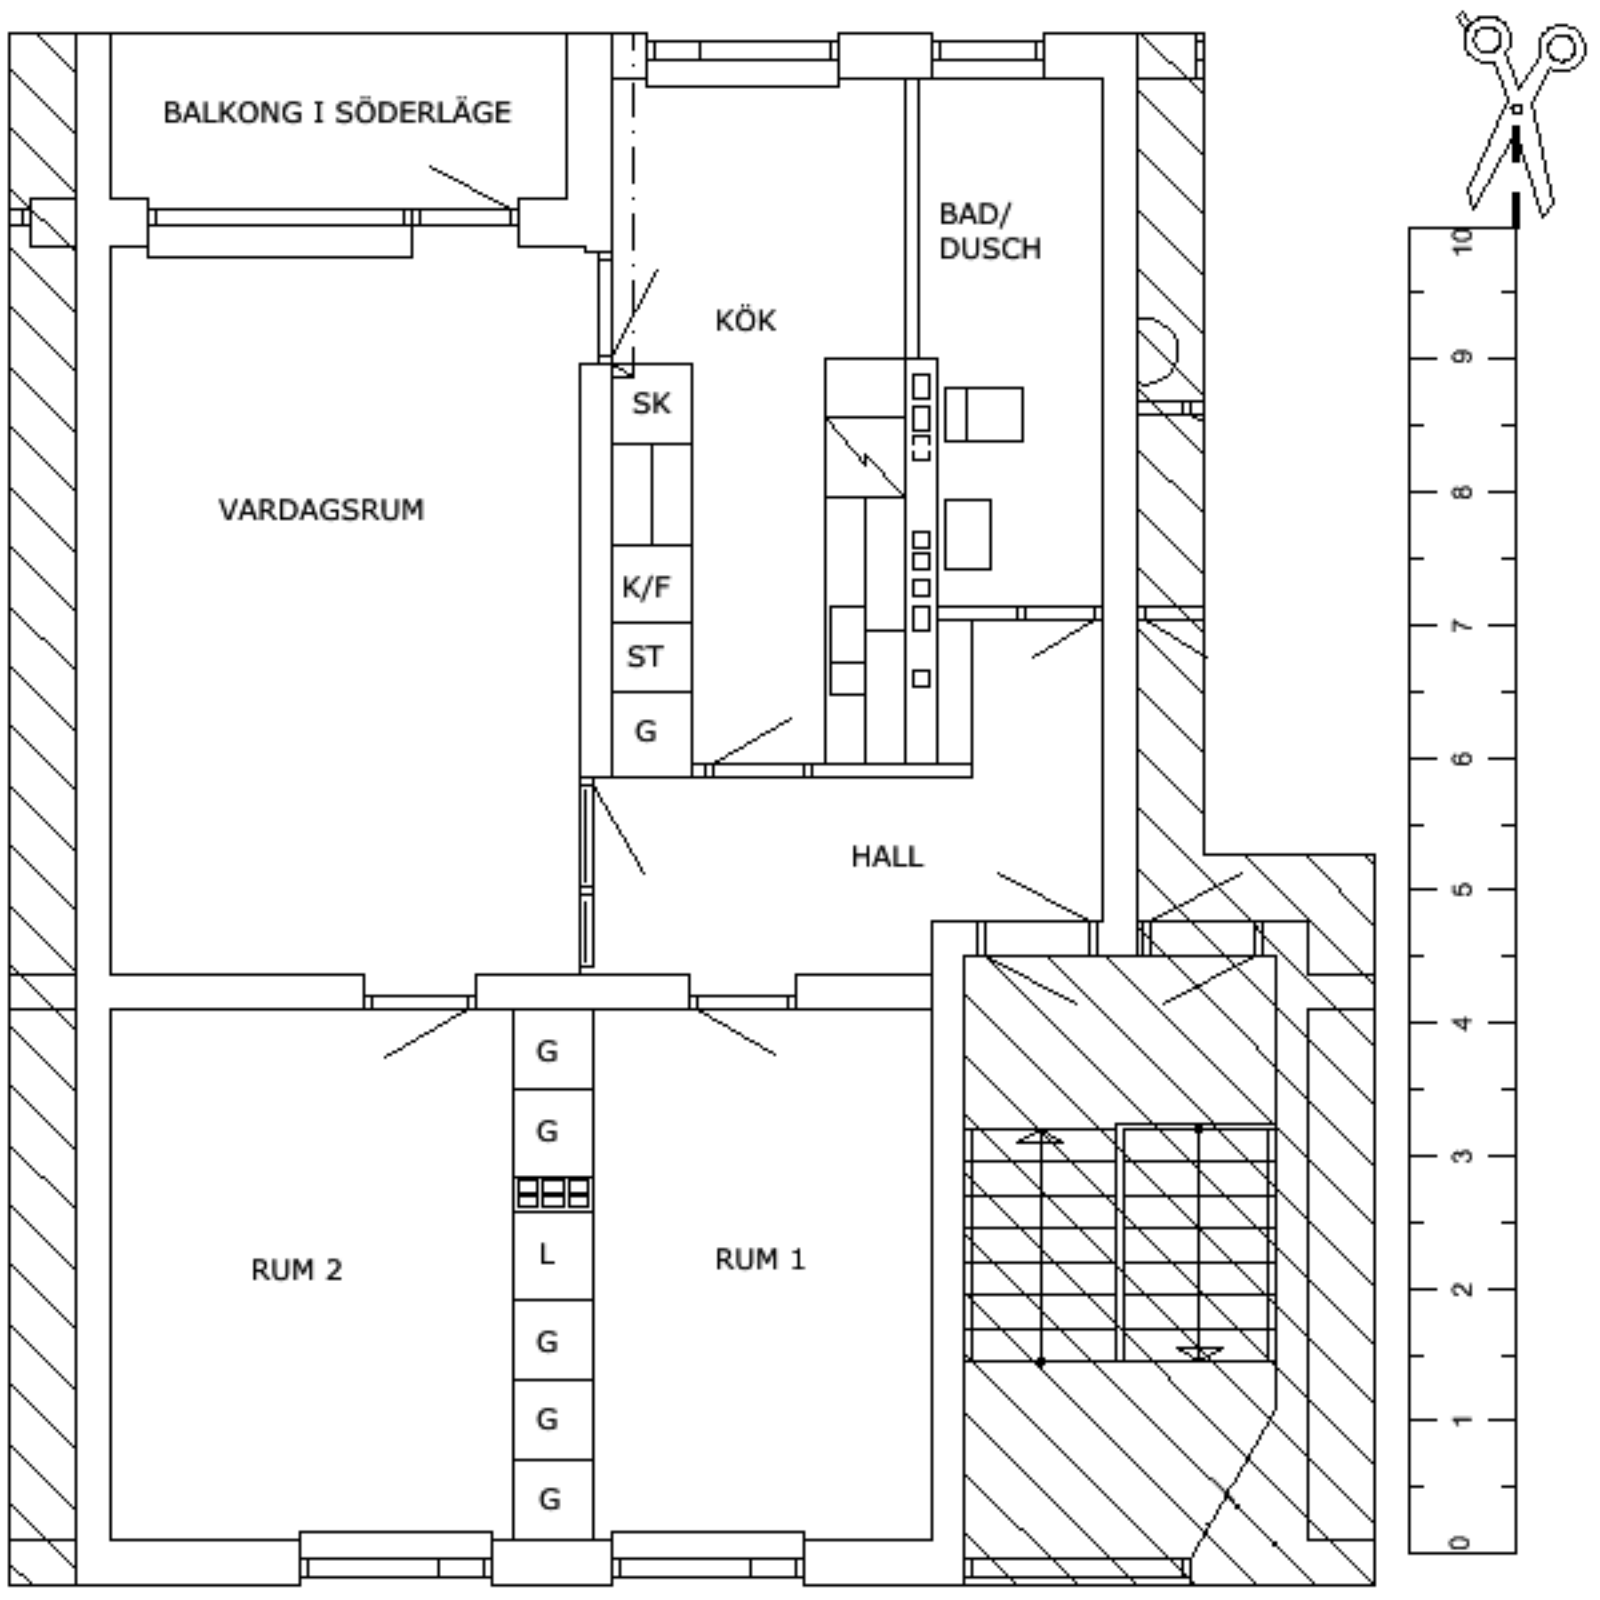 BALKONG I SÖDERLÄGE
BAD/
DUSCH
KÖK
SK
VARDAGSRUM
K/F
ST
G
HALL
G
G
L
RUM 2
RUM 1
G
G
G
10
9
8
7
6
5
4
3
2
1
0